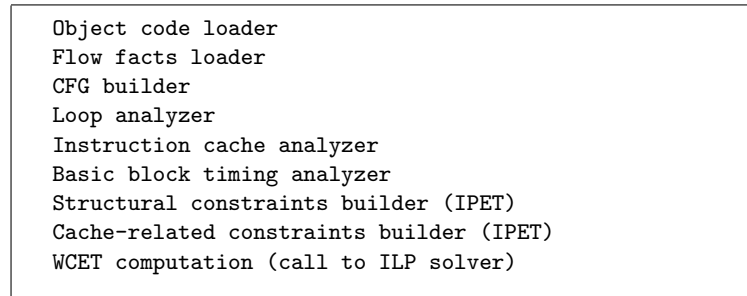 Object code loader
Flow facts loader
CFG builder
Loop analyzer
Instruction cache analyzer
Basic block timing analyzer
Structural constraints builder (IPET)
Cache-related constraints builder (IPET)
WCET computation (call to ILP solver)